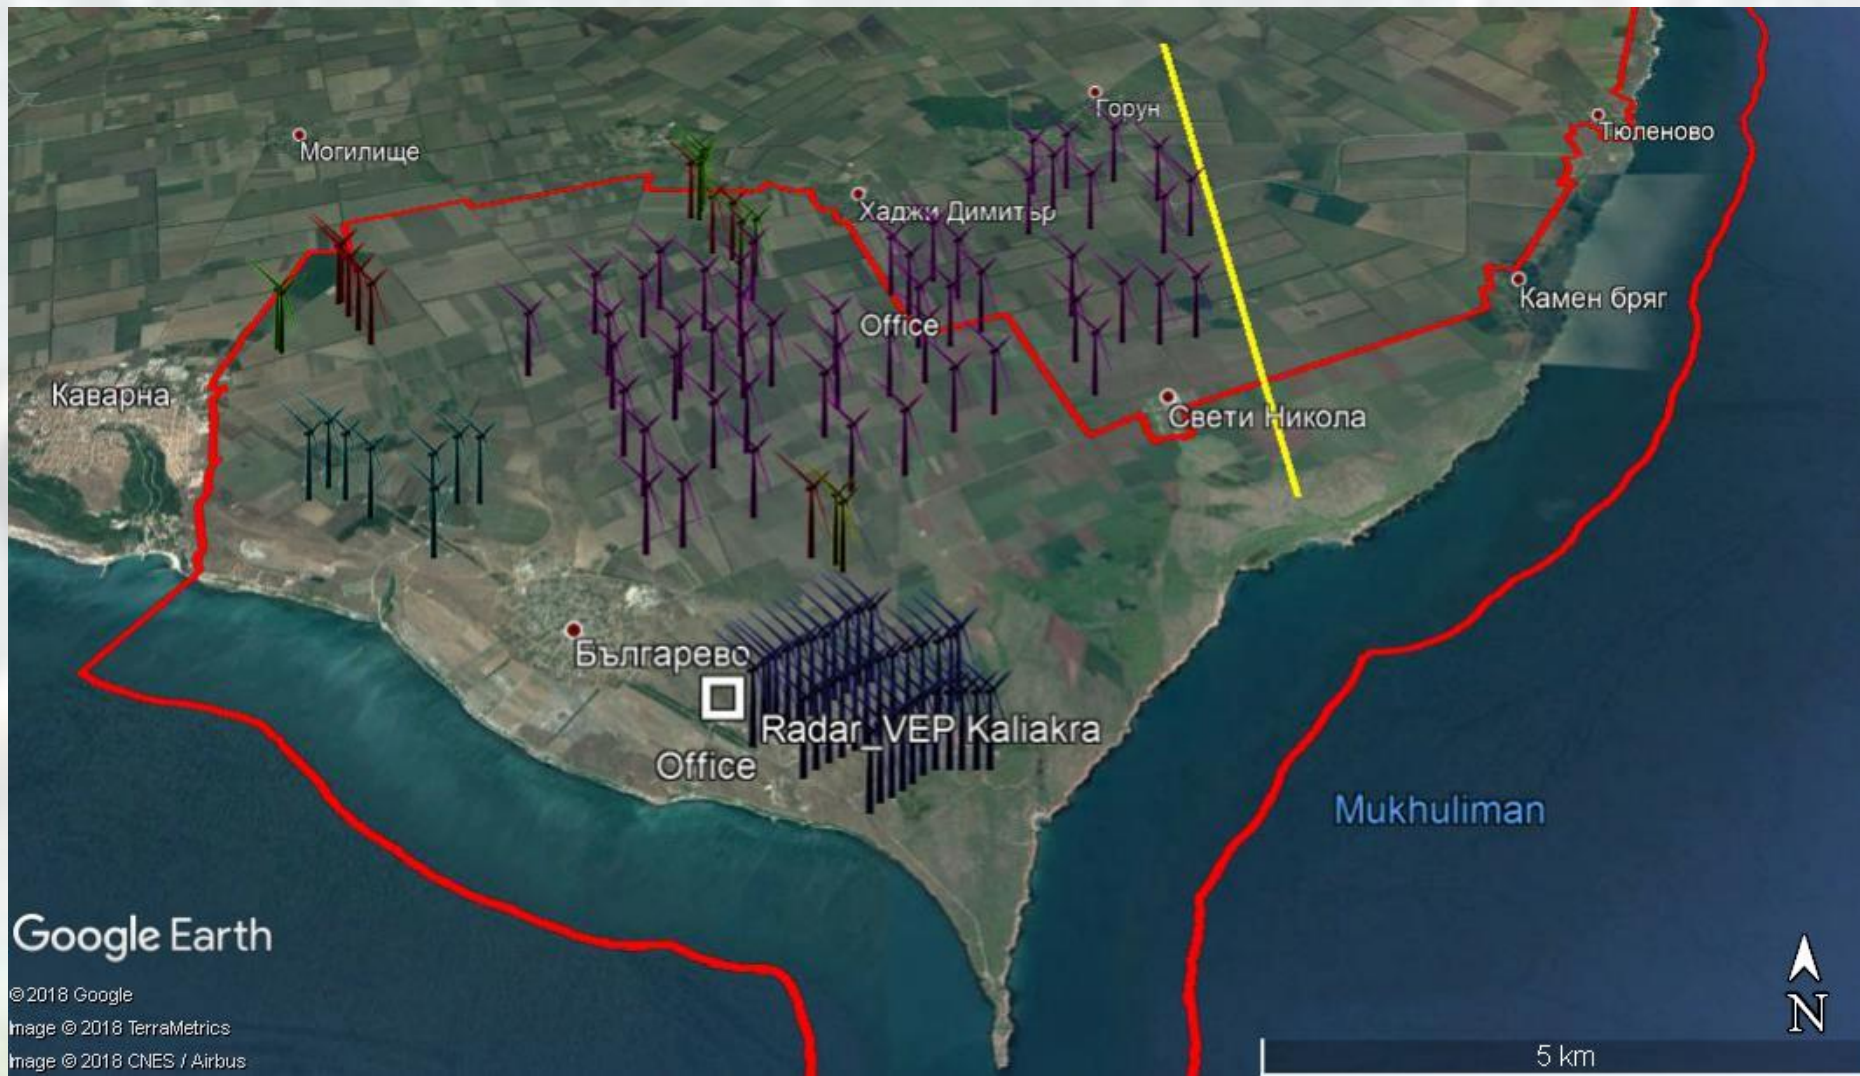 Горун
Тюленово
Могилище
Хаджи Димитър
Камен бряг
Office
Каварна
Свети Никола
Българево
Radar_VEP Kaliakra
Office
Mukhuliman
Google Earth
© 2018 Google
Image © 2018 TerraMetrics
Image © 2018 CNES / Airbus
N
5 km